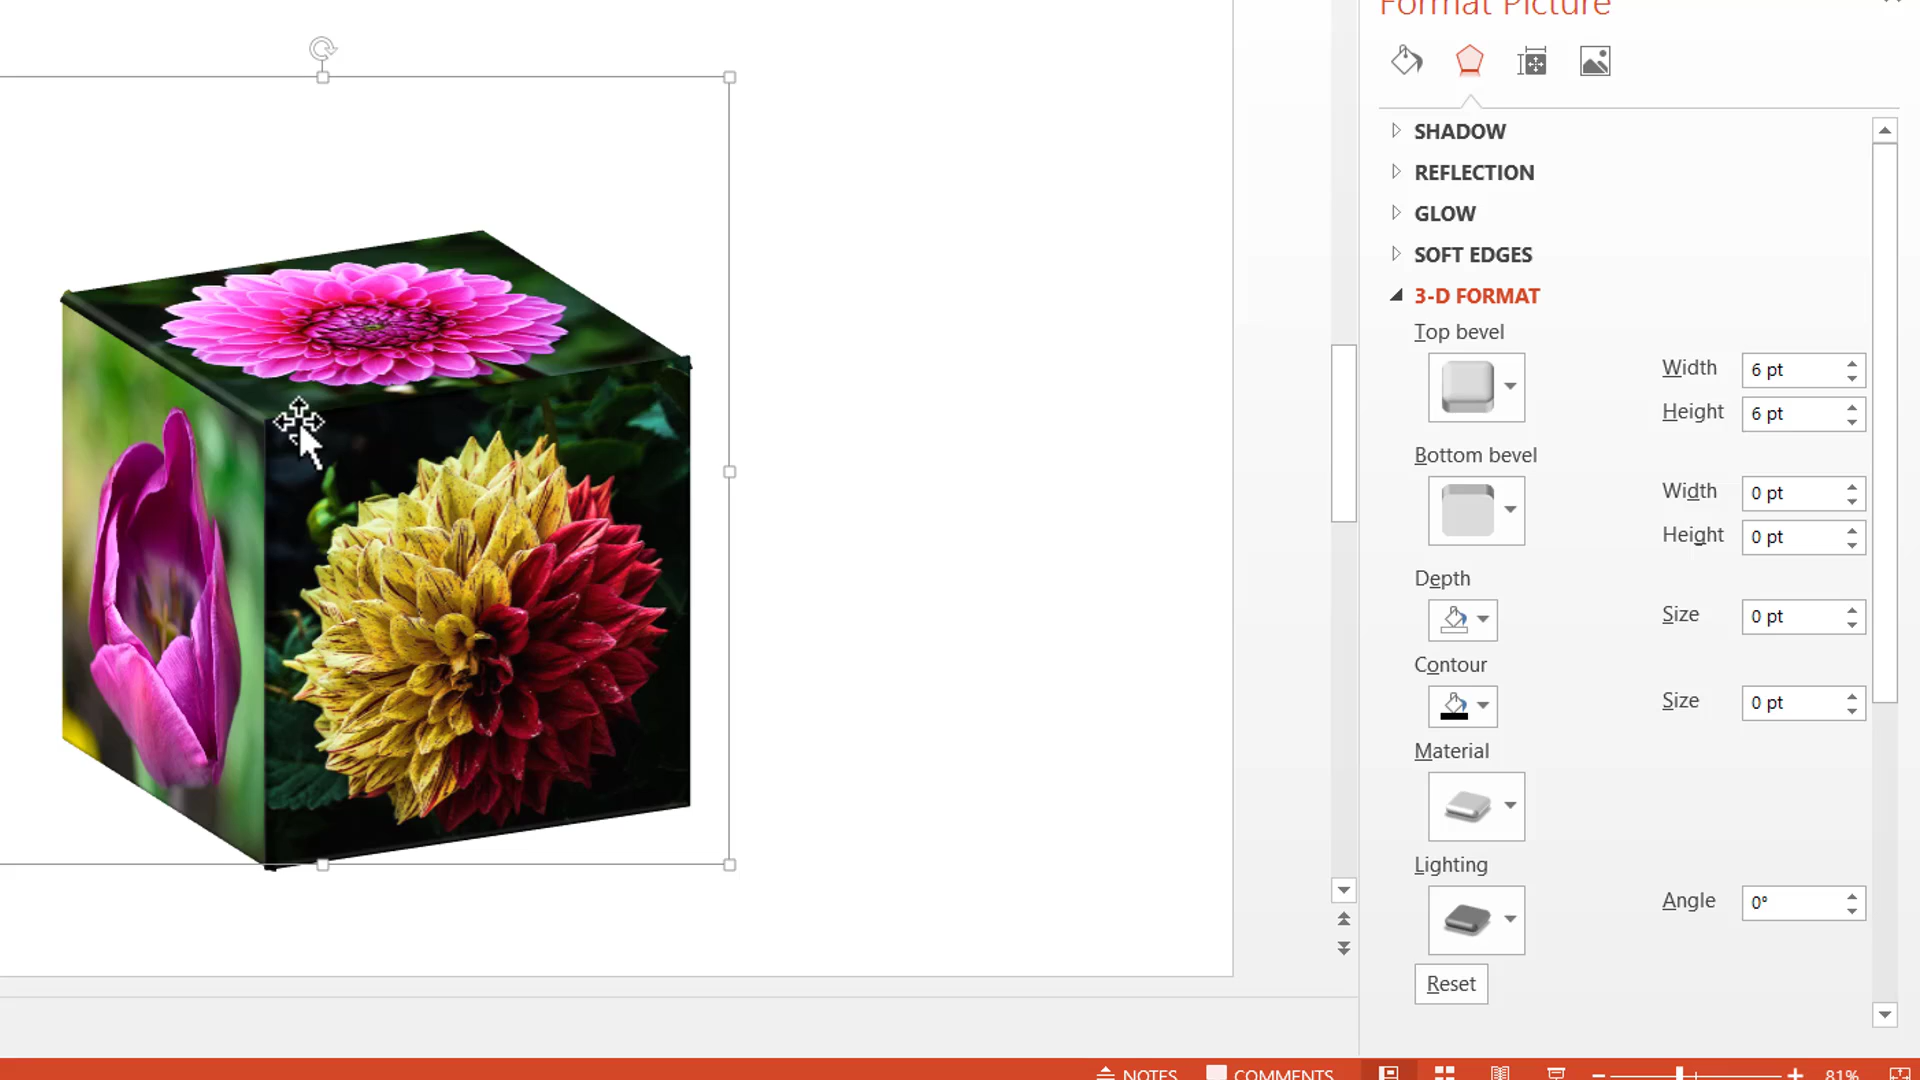 Format Picture
SHADOW
REFLECTION
GLOW
SOFT EDGES
3-D FORMAT
Top bevel
Width 6 pt
Height 6 pt
Bottom bevel
Width 0 pt
Height 0 pt
Depth
Size 0 pt
Contour
Size 0 pt
Material
Lighting
Angle 0°
Reset
NOTES COMMENTS 81%